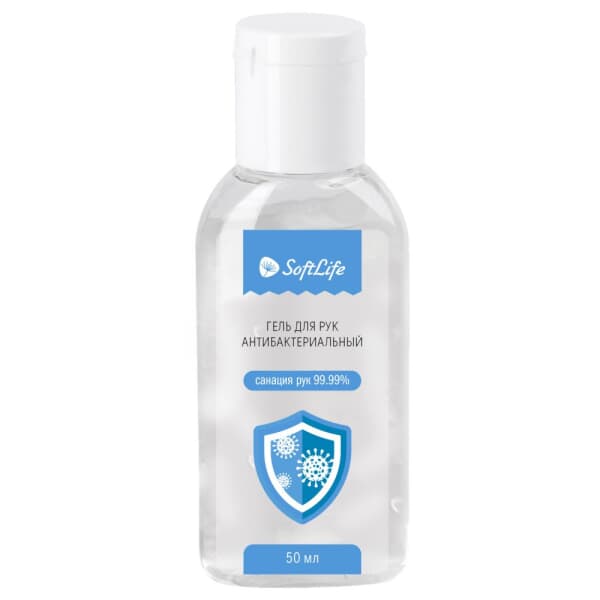 SoftLife
ГЕЛЬ ДЛЯ РУК
АНТИБАКТЕРИАЛЬНЫЙ
санация рук 99.99%
50 мл